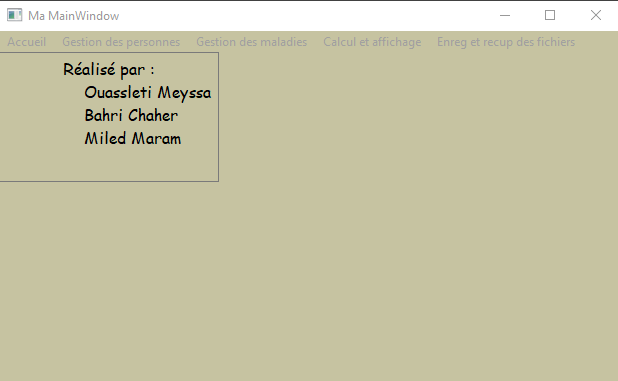 Ma MainWindow
Accueil Gestion des personnes Gestion des maladies Calcul et affichage Enreg et recup des fichiers
Réalisé par :
Ouassleti Meyssa
Bahri Chaher
Miled Maram